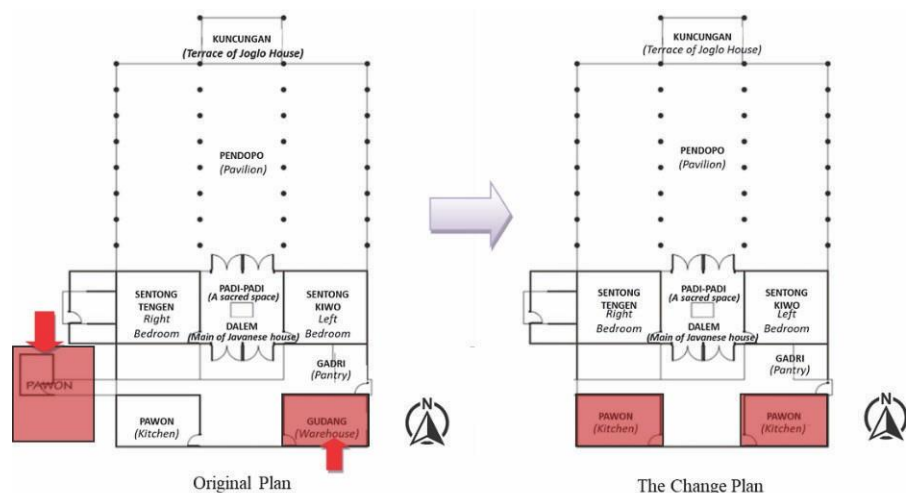 KUNCUNGAN
(Terrace of Joglo House)
PENDOPO
(Pavilion)
SENTONG
TENGEN
Right
Bedroom
PADI-PADI
(A sacred space)
DALEM
(Main of Javanese house)
SENTONG
KIWO
Left
Bedroom
GADRI
(Pantry)
PAWON
PAWON
(Kitchen)
GUDANG
(Warehouse)
N
Original Plan
KUNCUNGAN
(Terrace of Joglo House)
PENDOPO
(Pavilion)
SENTONG
TENGEN
Right
Bedroom
PADI-PADI
(A sacred space)
DALEM
(Main of Javanese house)
SENTONG
KIWO
Left
Bedroom
GADRI
(Pantry)
PAWON
(Kitchen)
PAWON
(Kitchen)
N
The Change Plan